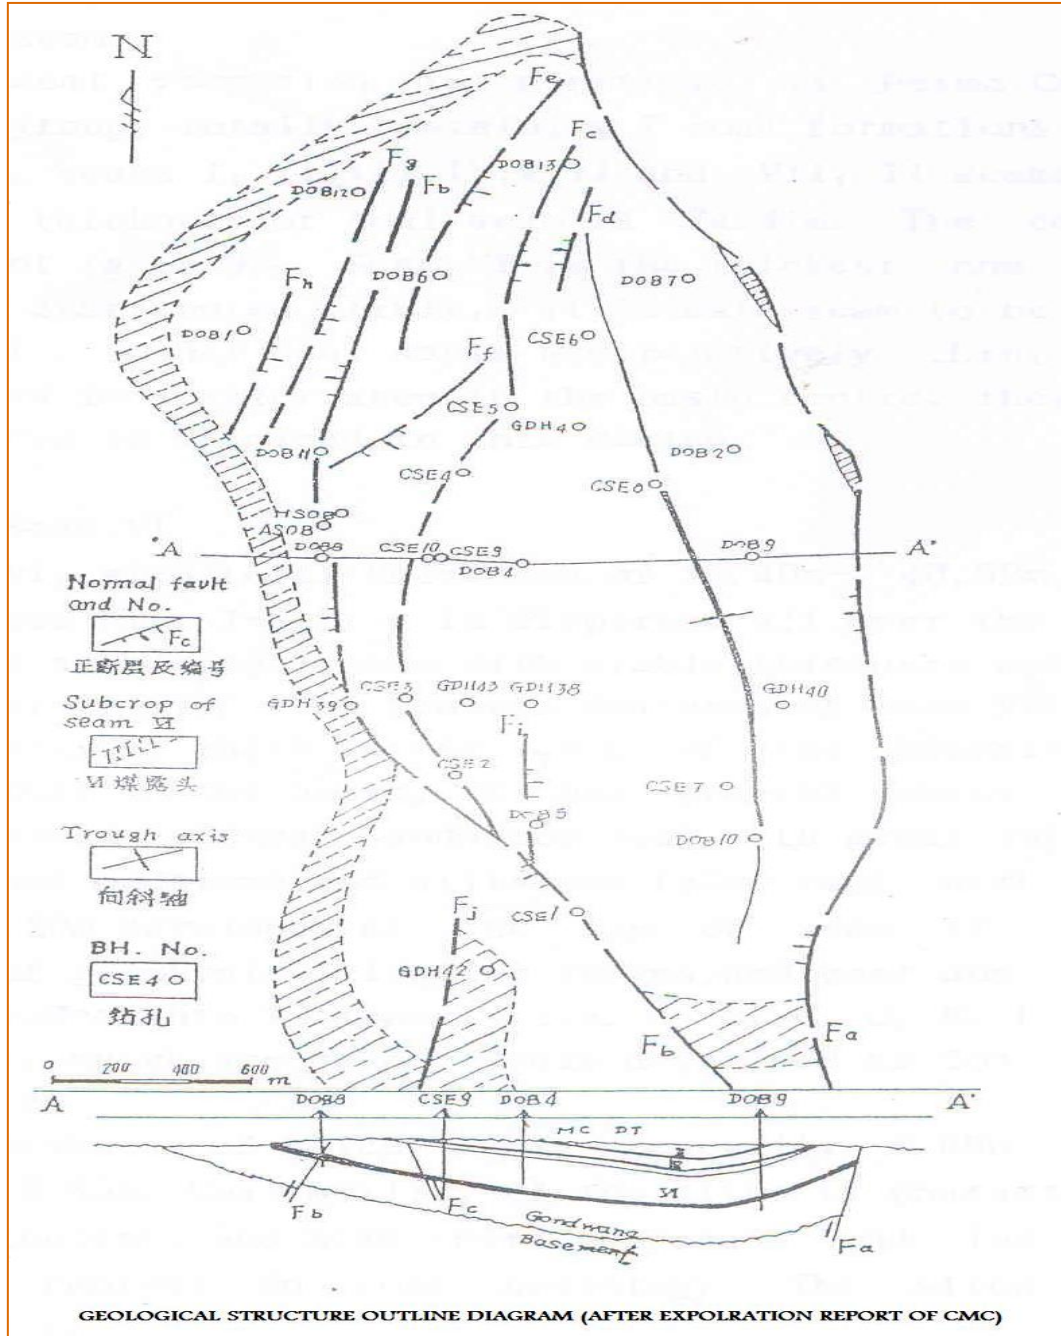 N
Fe
Fc
DOB13
Fg
Fb
DOB12
Fd
DOB6
DOB7
Fh
DOB1
CSE6
Ff
CSE5
GDH4
DOB11
DOB2
CSE4
CSE8
HSOB
ASOB
A
DOB8
CSE10
CSE9
DOB4
DOB9
A'
Normal fault
and No.
Fc
正断层及编号
CSE3
GDH43
GDH38
GDH40
GDH39
Subcrop of
seam VI
VI煤露头
Fi
CSE2
CSE7
DOB5
DOB10
Trough axis
向斜轴
CSE1
Fj
BH. No.
CSE4
钻孔
GDH42
Fb
Fa
0 200 400 600 m
A
DOB8
CSE9
DOB4
DOB9
A'
MC DT
VI
Fb
Fc
Gondwana
Basement
Fa
GEOLOGICAL STRUCTURE OUTLINE DIAGRAM (AFTER EXPOLRATION REPORT OF CMC)